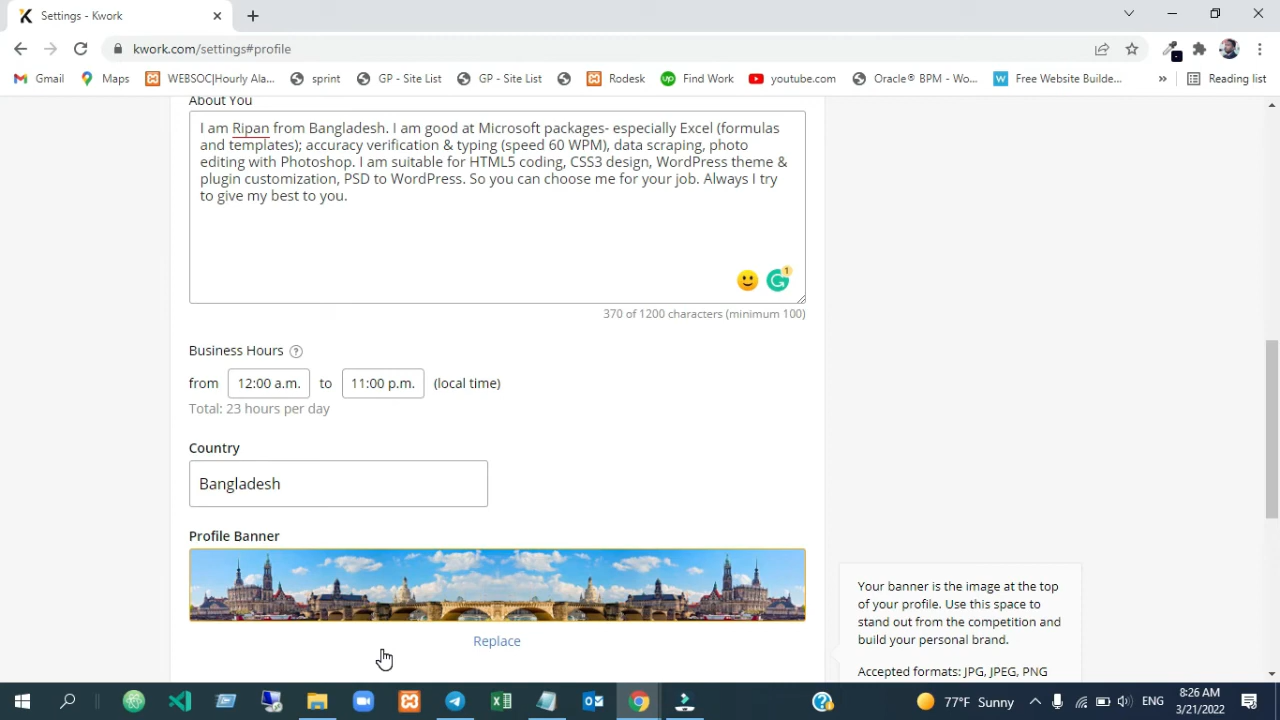 Settings - Kwork
kwork.com/settings#profile
Gmail
Maps
WEBSOC|Hourly Ala...
sprint
GP - Site List
GP - Site List
Rodesk
Find Work
youtube.com
Oracle® BPM - Wo...
Free Website Builde...
Reading list
About You
I am Ripan from Bangladesh. I am good at Microsoft packages- especially Excel (formulas
and templates); accuracy verification & typing (speed 60 WPM), data scraping, photo
editing with Photoshop. I am suitable for HTML5 coding, CSS3 design, WordPress theme &
plugin customization, PSD to WordPress. So you can choose me for your job. Always I try
to give my best to you.
1
370 of 1200 characters (minimum 100)
Business Hours ?
from 12:00 a.m. to 11:00 p.m. (local time)
Total: 23 hours per day
Country
Bangladesh
Profile Banner
Replace
Your banner is the image at the top
of your profile. Use this space to
stand out from the competition and
build your personal brand.
Accepted formats: JPG, JPEG, PNG
77°F Sunny
ENG
8:26 AM
3/21/2022